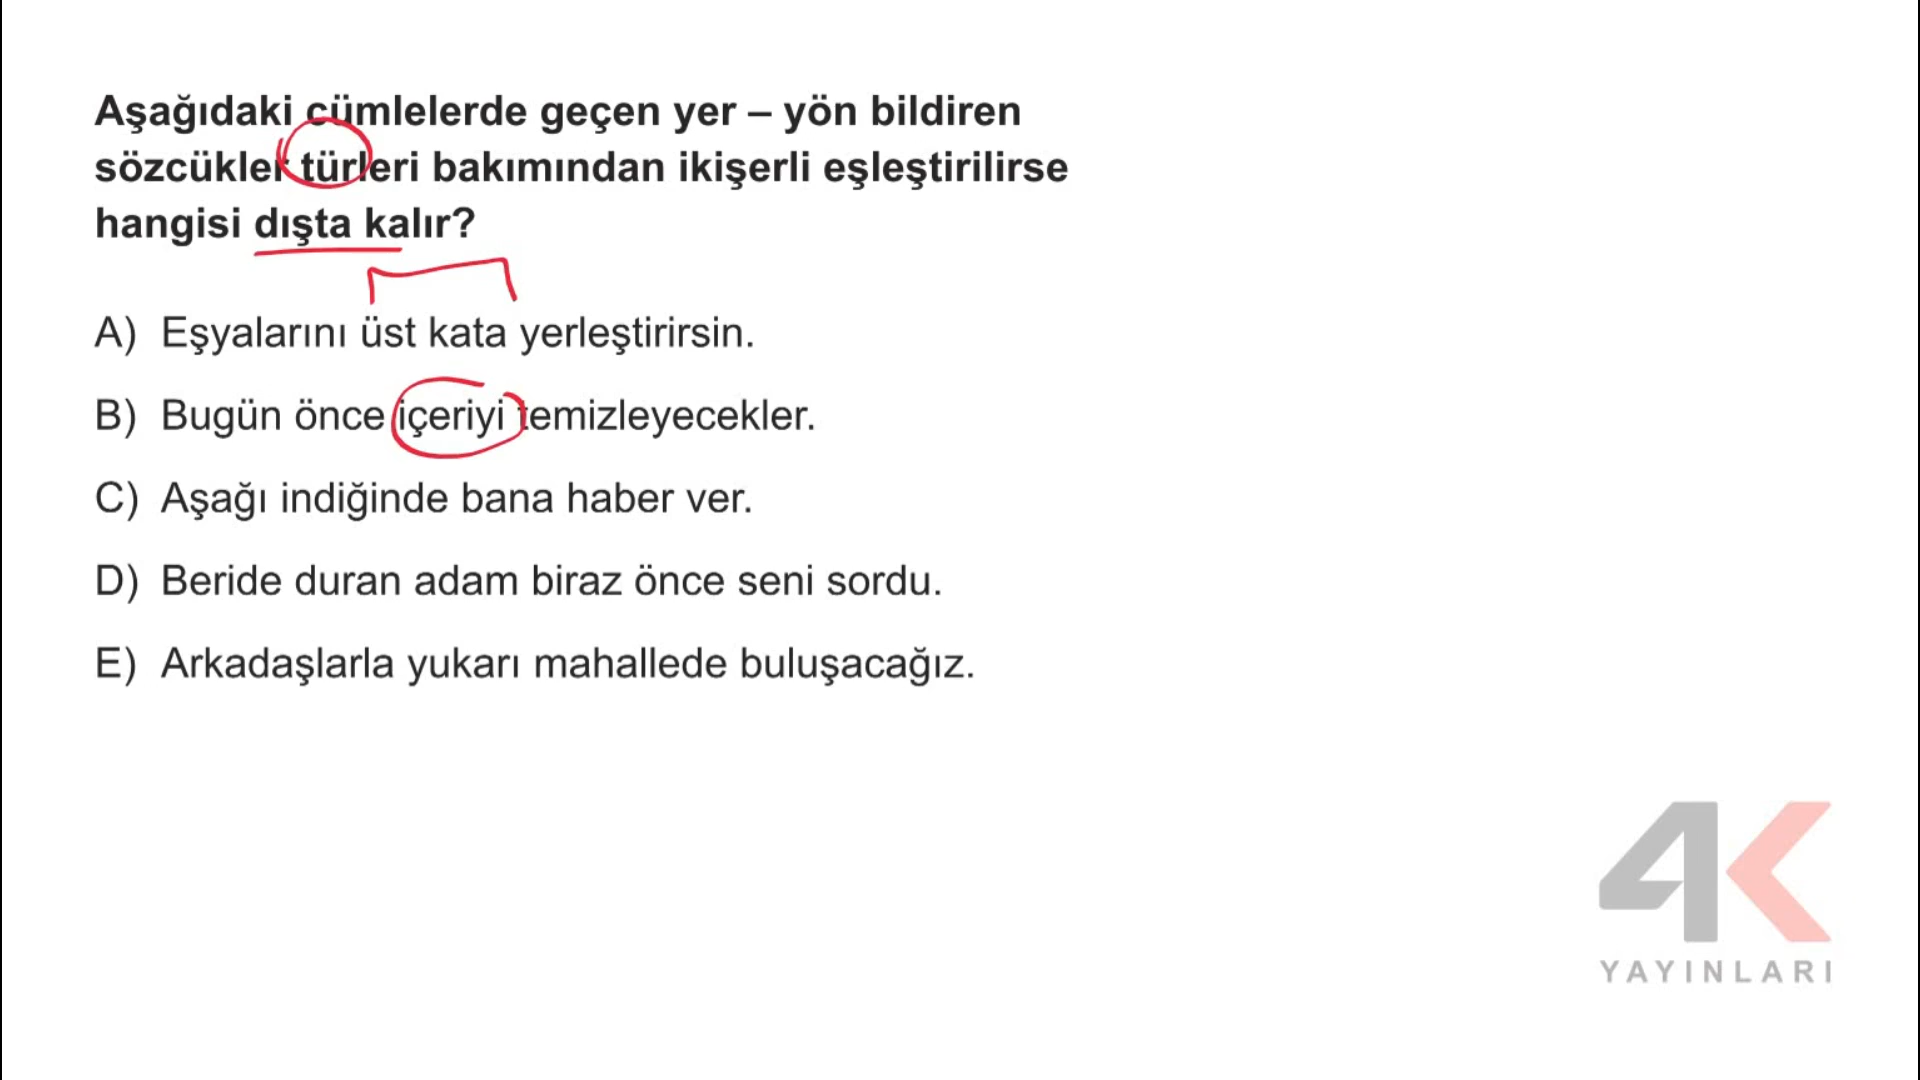 Aşağıdaki cümlelerde geçen yer – yön bildiren
sözcükler türleri bakımından ikişerli eşleştirilirse
hangisi dışta kalır?
A) Eşyalarını üst kata yerleştirirsin.
B) Bugün önce içeriyi temizleyecekler.
C) Aşağı indiğinde bana haber ver.
D) Beride duran adam biraz önce seni sordu.
E) Arkadaşlarla yukarı mahallede buluşacağız.
4K
YAYINLARI